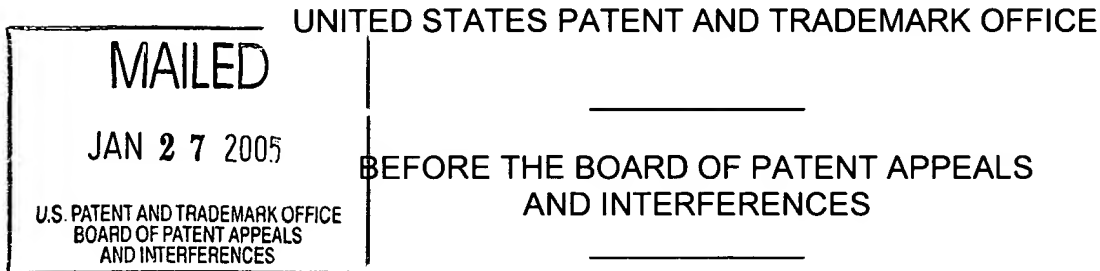 UNITED STATES PATENT AND TRADEMARK OFFICE
MAILED
JAN 27 2005
U.S. PATENT AND TRADEMARK OFFICE
BOARD OF PATENT APPEALS
AND INTERFERENCES
BEFORE THE BOARD OF PATENT APPEALS
AND INTERFERENCES